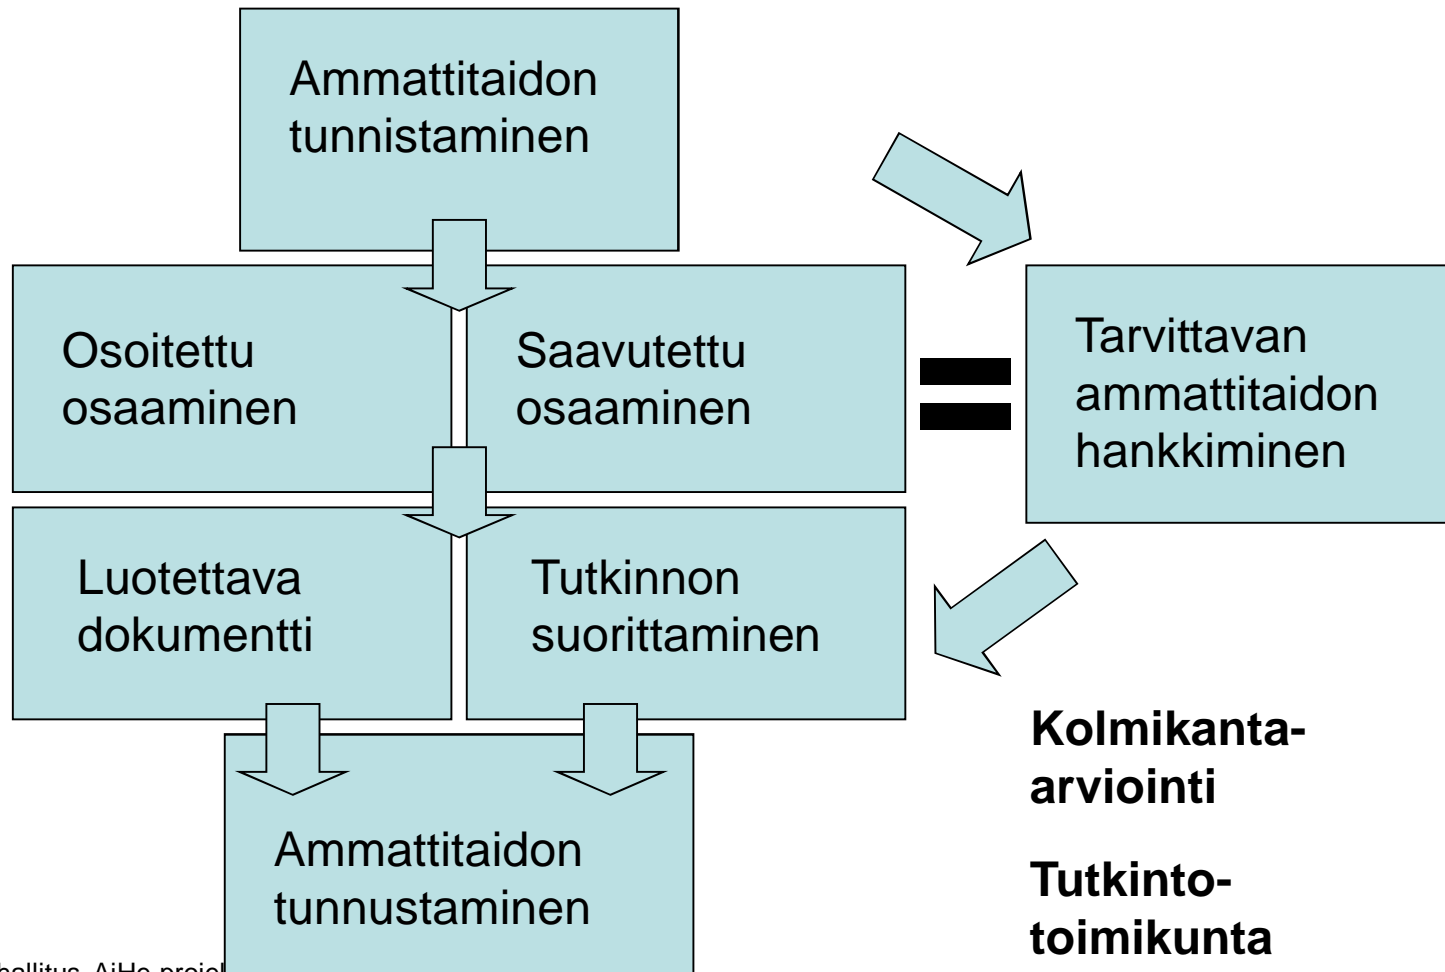 Ammattitaidon
tunnistaminen
Osoitettu
osaaminen
Saavutettu
osaaminen
Tarvittavan
ammattitaidon
hankkiminen
Luotettava
dokumentti
Tutkinnon
suorittaminen
Kolmikanta-
arviointi
Ammattitaidon
tunnustaminen
Tutkinto-
toimikunta